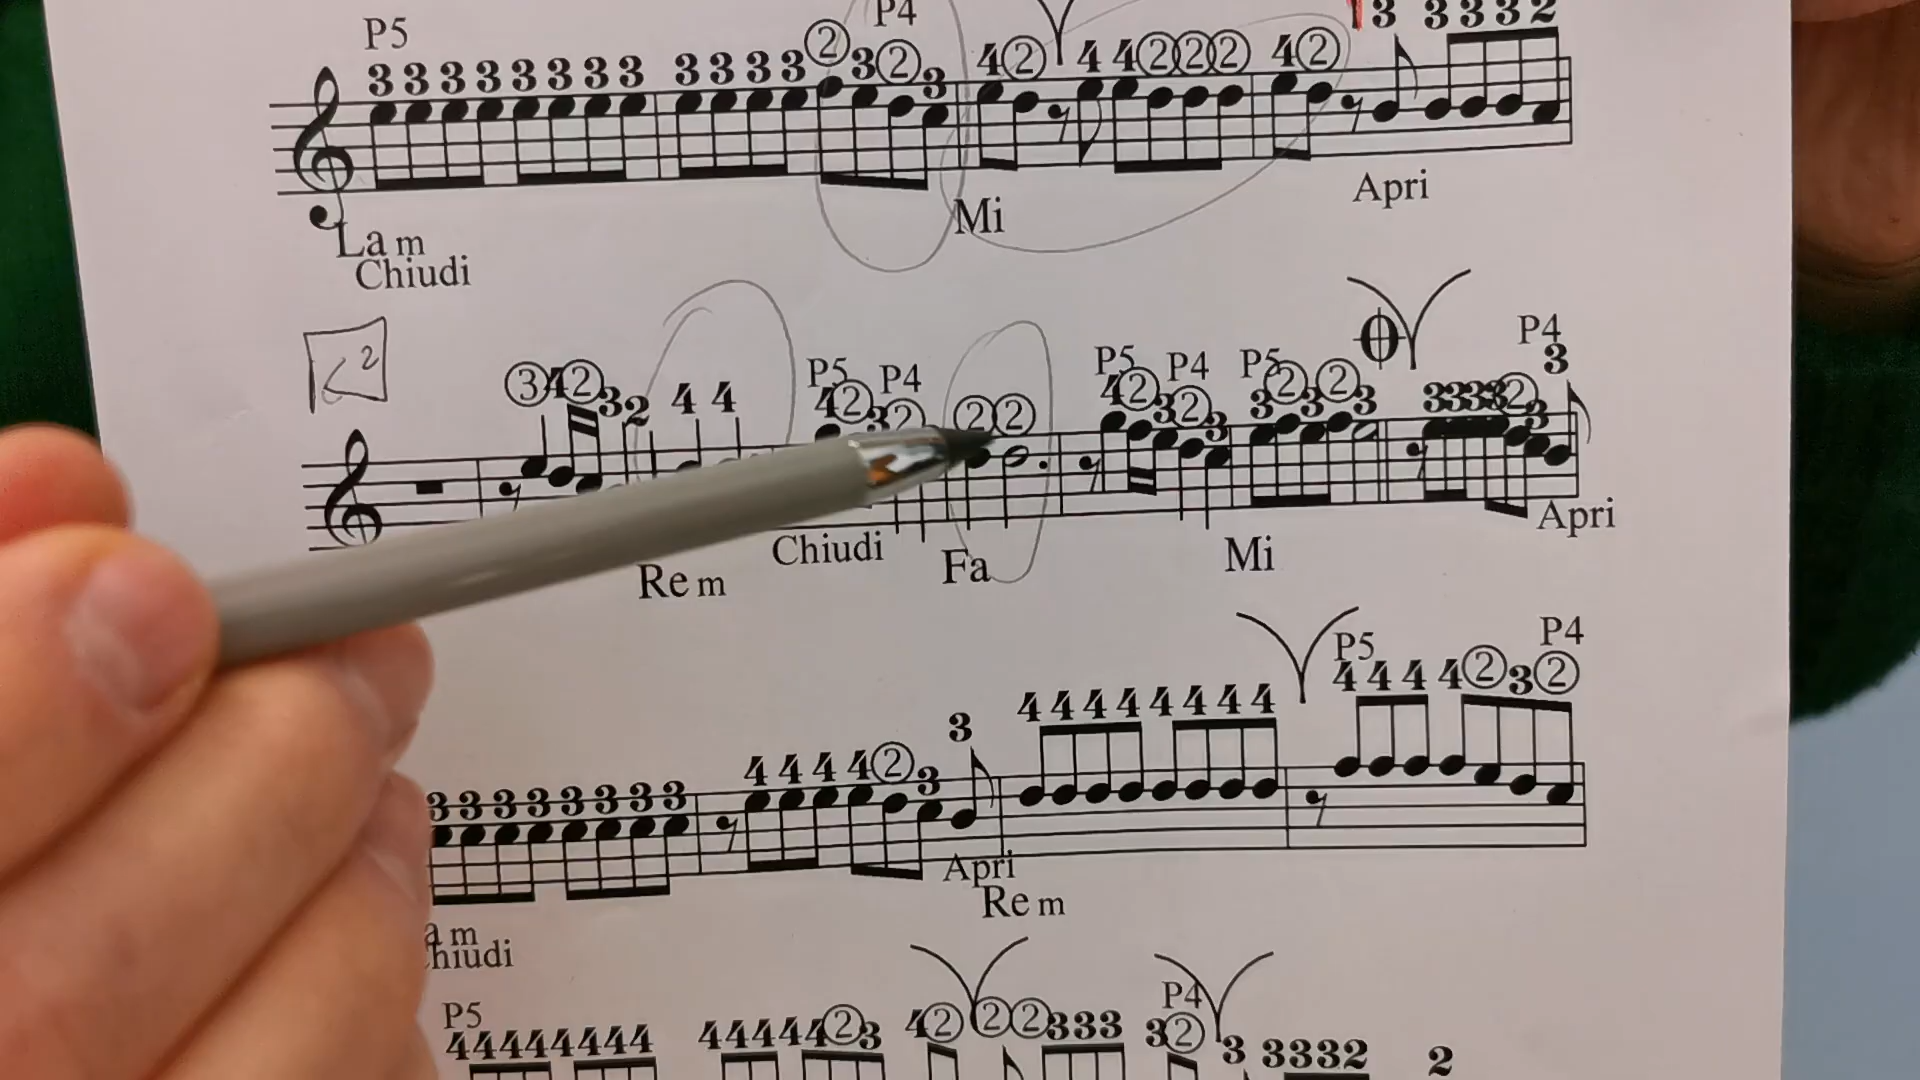 P5 P4
3 3 3 3 3 3 3 3 3 3 3 3 ② 3 ② 3 4 ② 4 4 ② ② ② 4 ② 3 3 3 3 2
La m Mi Apri
Chiudi
P5 P4 P5 P4 P5 P4
③ 4 ② 3 2 4 4 4 ② 3 ② ② ② 4 ② 3 ② 3 3 ② 3 ② 3 3 3 3 3 ② 3 3
Re m Chiudi Fa Mi Apri
P5 P4
3 3 3 3 3 3 3 3 4 4 4 4 ② 3 3 4 4 4 4 4 4 4 4 4 4 4 4 ② 3 ②
a m Apri
hiudi Re m
P5 P4
4 4 4 4 4 4 4 4 4 4 4 4 4 ② 3 4 ② ② ② 3 3 3 3 ② 3 3 3 3 2 2